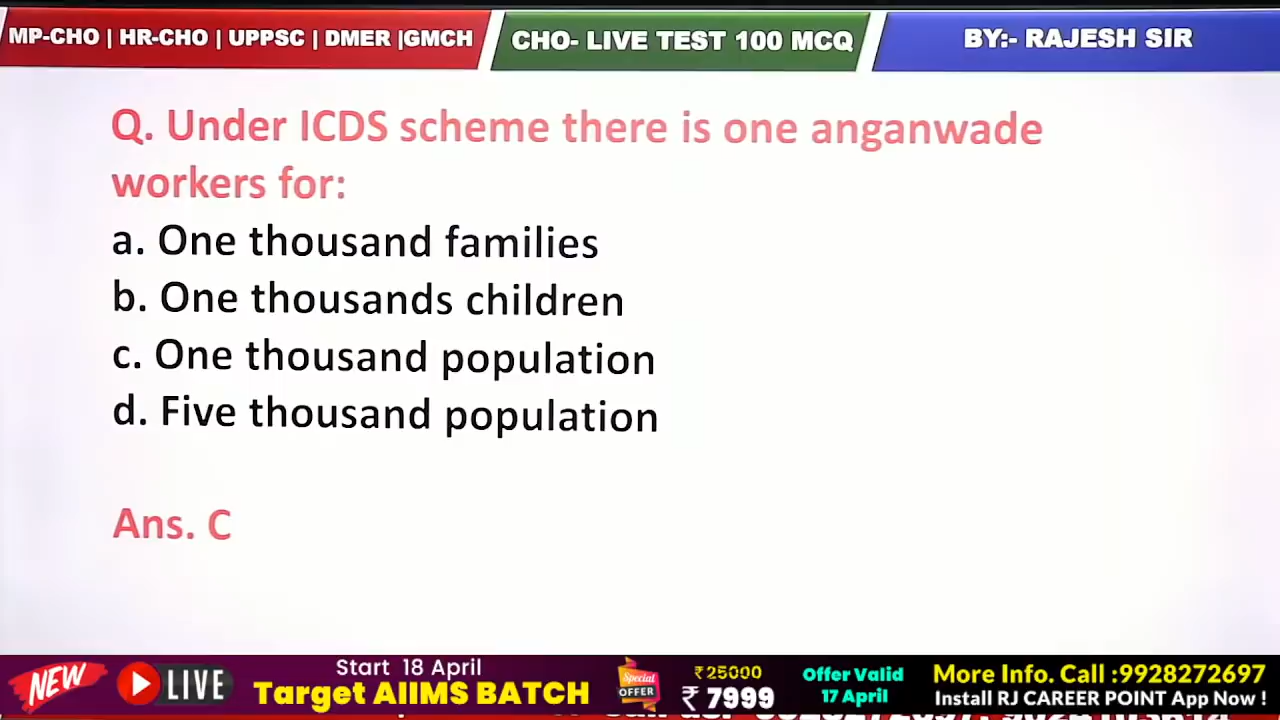 MP-CHO | HR-CHO | UPPSC | DMER |GMCH
CHO- LIVE TEST 100 MCQ
BY:- RAJESH SIR
Q. Under ICDS scheme there is one anganwade
workers for:
a. One thousand families
b. One thousands children
c. One thousand population
d. Five thousand population
Ans. C
NEW
LIVE
Start 18 April
Target AIIMS BATCH
Special
OFFER
₹25000
₹ 7999
Offer Valid
17 April
More Info. Call :9928272697
Install RJ CAREER POINT App Now !